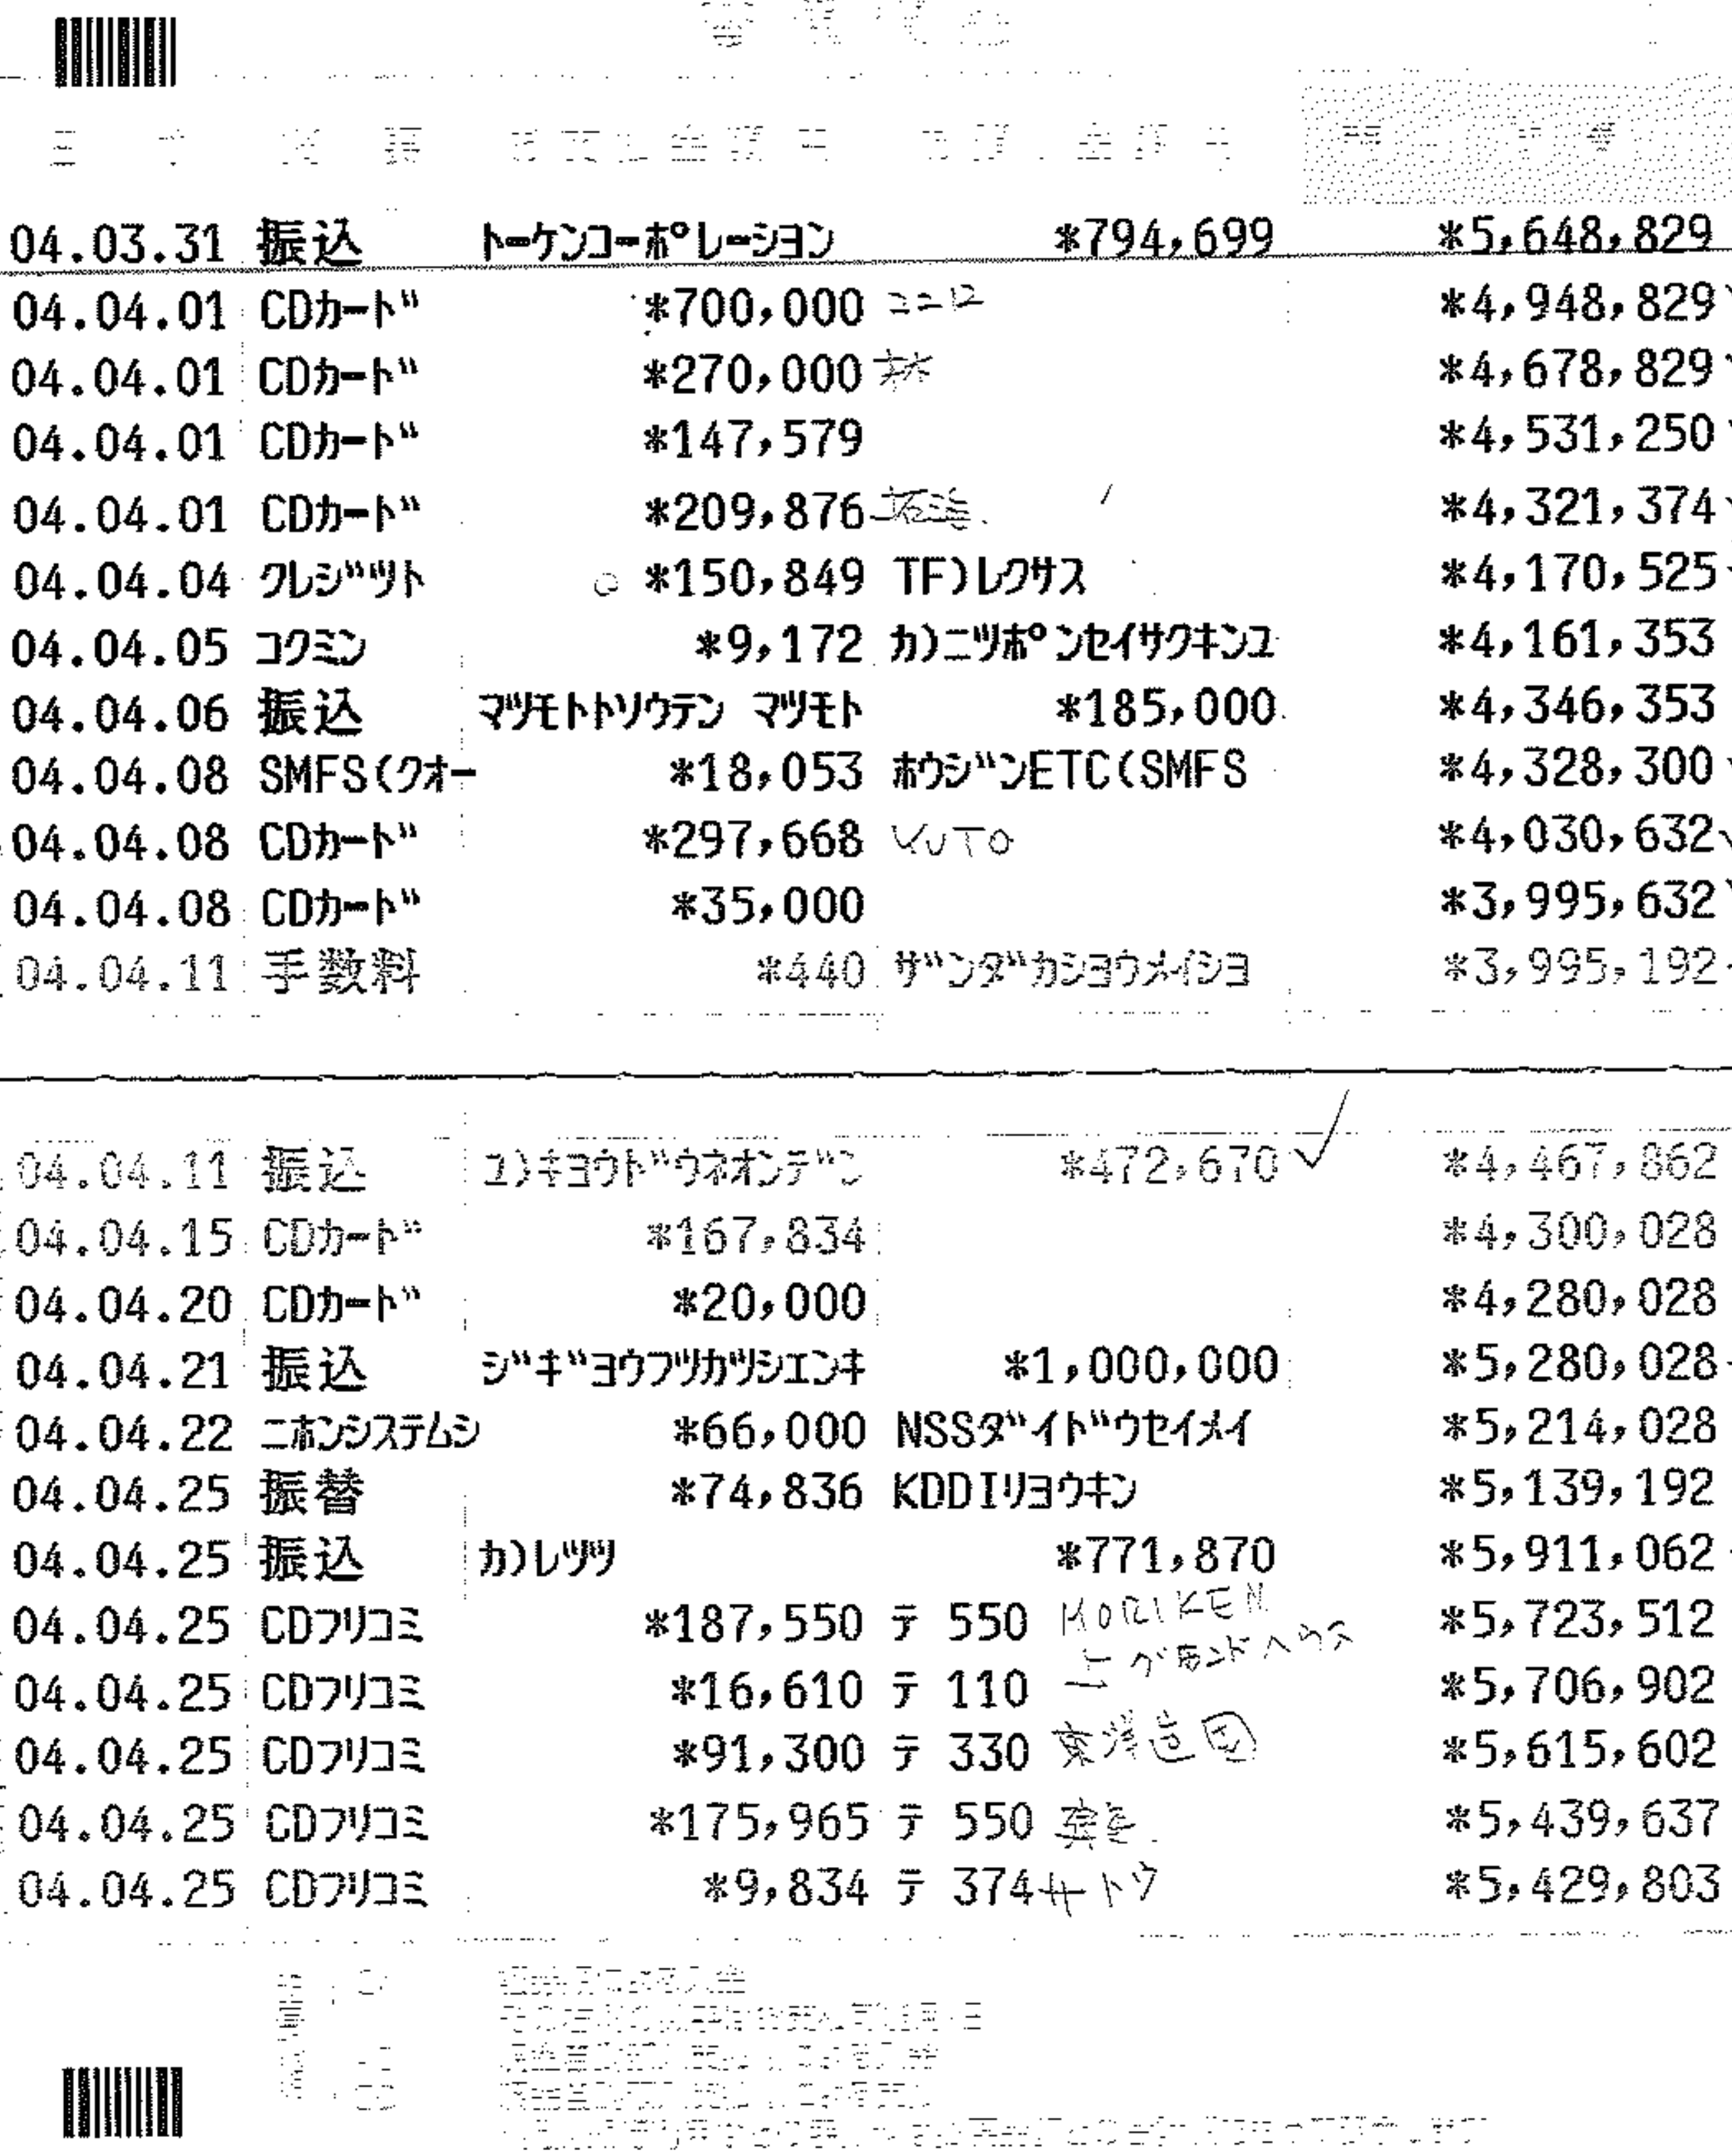 04.03.31 振込 トーケンコーポレーション *794,699 *5,648,829
04.04.01 CDカード *700,000 ココロ *4,948,829
04.04.01 CDカード *270,000 林 *4,678,829
04.04.01 CDカード *147,579 *4,531,250
04.04.01 CDカード *209,876 *4,321,374
04.04.04 クレジツト *150,849 TF)レクサス *4,170,525
04.04.05 コクミン *9,172 カ)ニツポンセイサクキンユ *4,161,353
04.04.06 振込 マツモトトソウテン マツモト *185,000 *4,346,353
04.04.08 SMFS(クオー *18,053 ホウジンETC(SMFS *4,328,300
04.04.08 CDカード *297,668 YUTO *4,030,632
04.04.08 CDカード *35,000 *3,995,632
04.04.11 手数料 *440 ザンダカシヨウメイシヨ *3,995,192
04.04.11 振込 ユ)キヨウドウネオンデン *472,670 *4,467,862
04.04.15 CDカード *167,834 *4,300,028
04.04.20 CDカード *20,000 *4,280,028
04.04.21 振込 ジギヨウフツカツシエンキ *1,000,000 *5,280,028
04.04.22 ニホンシステムシ *66,000 NSSダイドウセイメイ *5,214,028
04.04.25 振替 *74,836 KDDIリヨウキン *5,139,192
04.04.25 振込 カ)レツツ *771,870 *5,911,062
04.04.25 CDフリコミ *187,550 テ 550 MORIKEN *5,723,512
グランドハウス
04.04.25 CDフリコミ *16,610 テ 110 *5,706,902
04.04.25 CDフリコミ *91,300 テ 330 東洋造園 *5,615,602
04.04.25 CDフリコミ *175,965 テ 550 *5,439,637
04.04.25 CDフリコミ *9,834 テ 374 サトウ *5,429,803